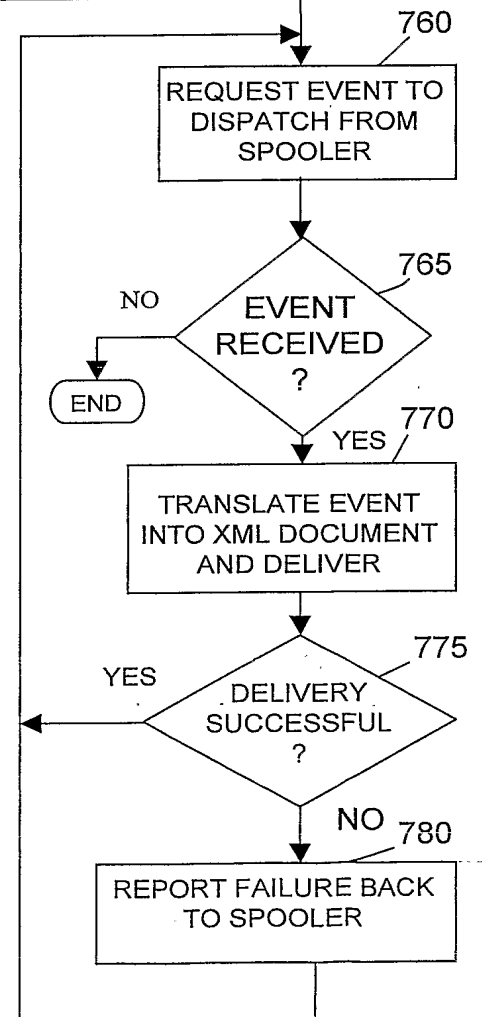 760
REQUEST EVENT TO
DISPATCH FROM
SPOOLER
765
NO
EVENT
RECEIVED
?
END
770
YES
TRANSLATE EVENT
INTO XML DOCUMENT
AND DELIVER
775
YES
DELIVERY
SUCCESSFUL
?
NO
780
REPORT FAILURE BACK
TO SPOOLER